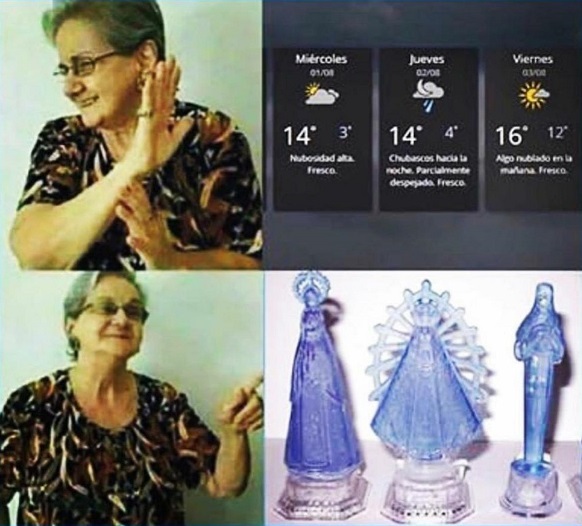 Miércoles
01/08
14° 3°
Nubosidad alta.
Fresco.
Jueves
02/08
14° 4°
Chubascos hacia la
noche. Parcialmente
despejado. Fresco.
Viernes
03/08
16° 12°
Algo nublado en la
mañana. Fresco.